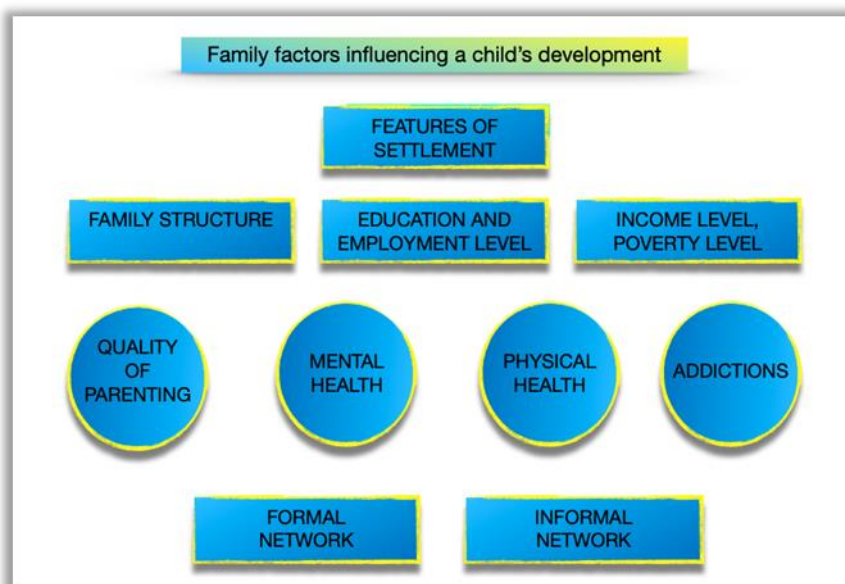 Family factors influencing a child's development
FEATURES OF
SETTLEMENT
FAMILY STRUCTURE
EDUCATION AND
EMPLOYMENT LEVEL
INCOME LEVEL,
POVERTY LEVEL
QUALITY
OF
PARENTING
MENTAL
HEALTH
PHYSICAL
HEALTH
ADDICTIONS
FORMAL
NETWORK
INFORMAL
NETWORK